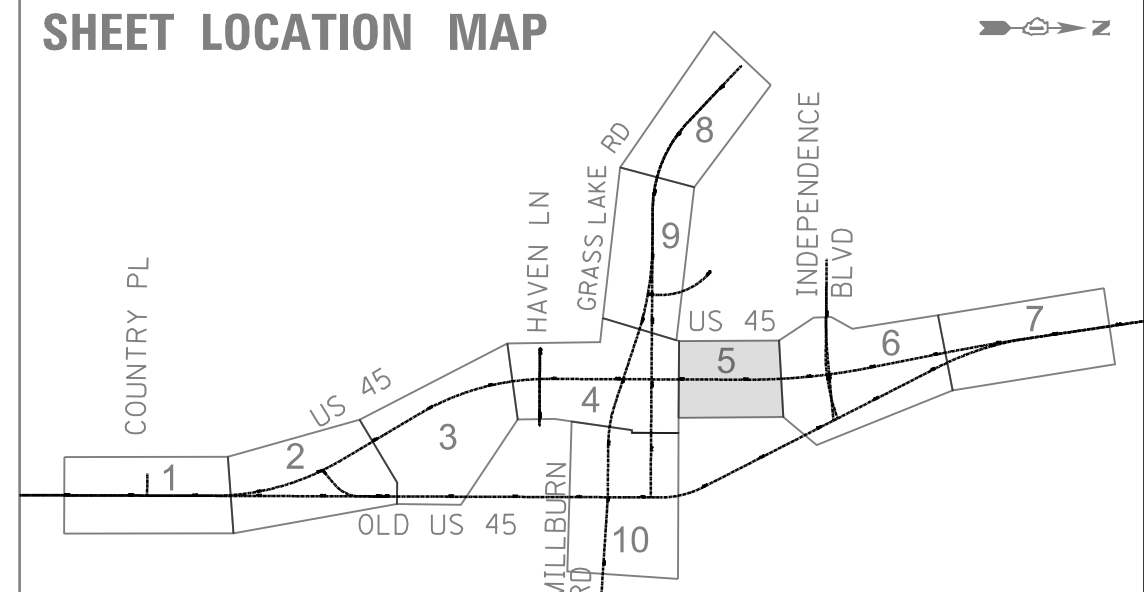 SHEET LOCATION MAP
N
8
GRASS LAKE RD
INDEPENDENCE
BLVD
HAVEN LN
9
COUNTRY PL
US 45
7
6
5
US 45
4
3
2
1
OLD US 45
MILLBURN
RD
10